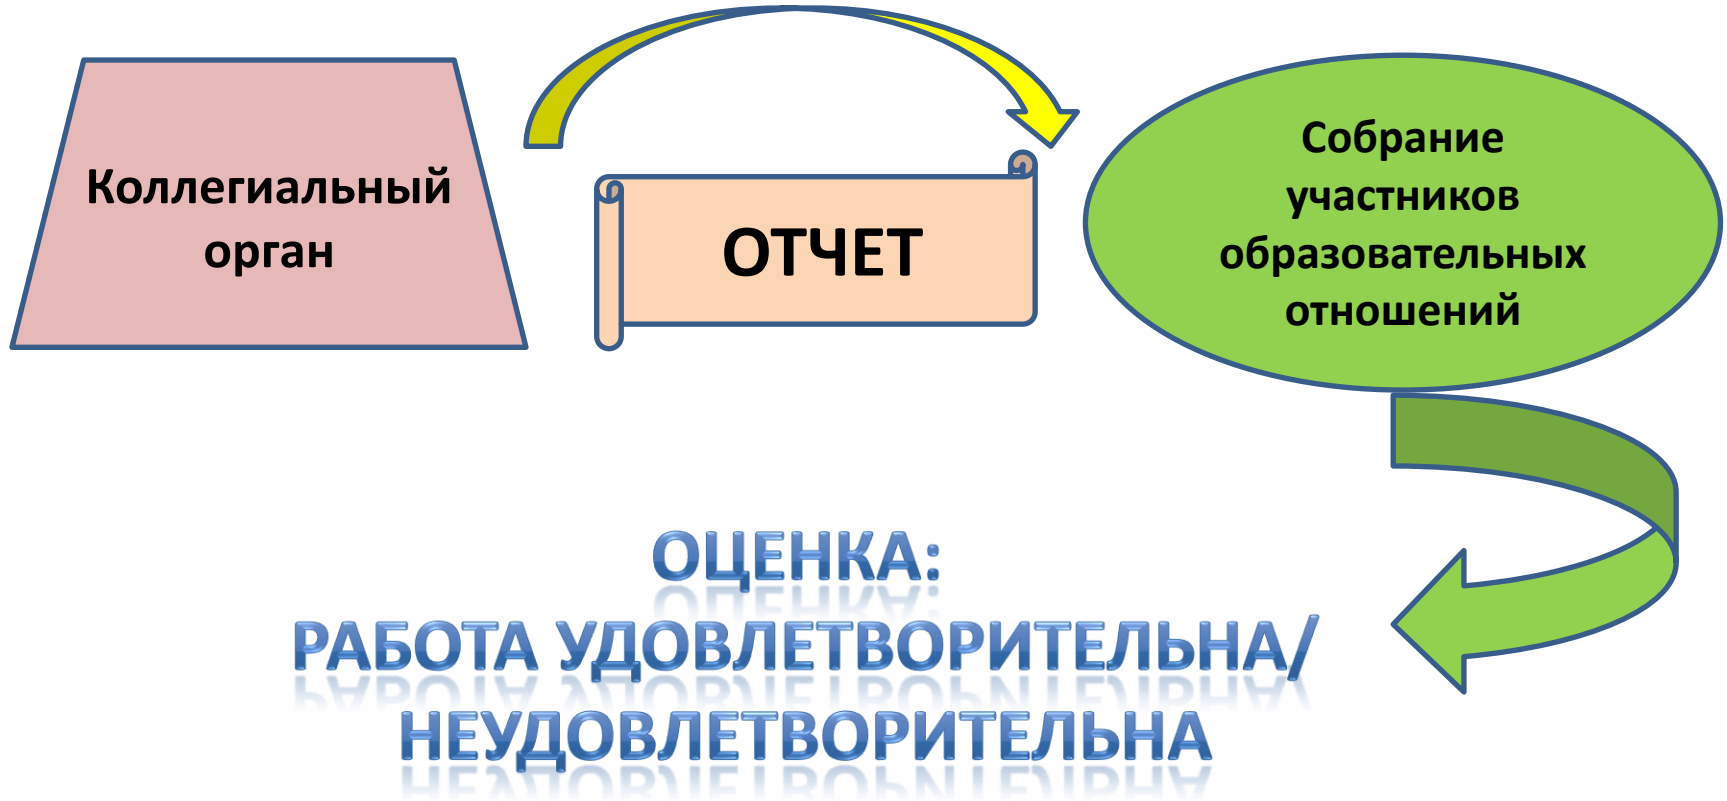 Коллегиальный
орган
ОТЧЕТ
Собрание
участников
образовательных
отношений
ОЦЕНКА:
РАБОТА УДОВЛЕТВОРИТЕЛЬНА/
НЕУДОВЛЕТВОРИТЕЛЬНА